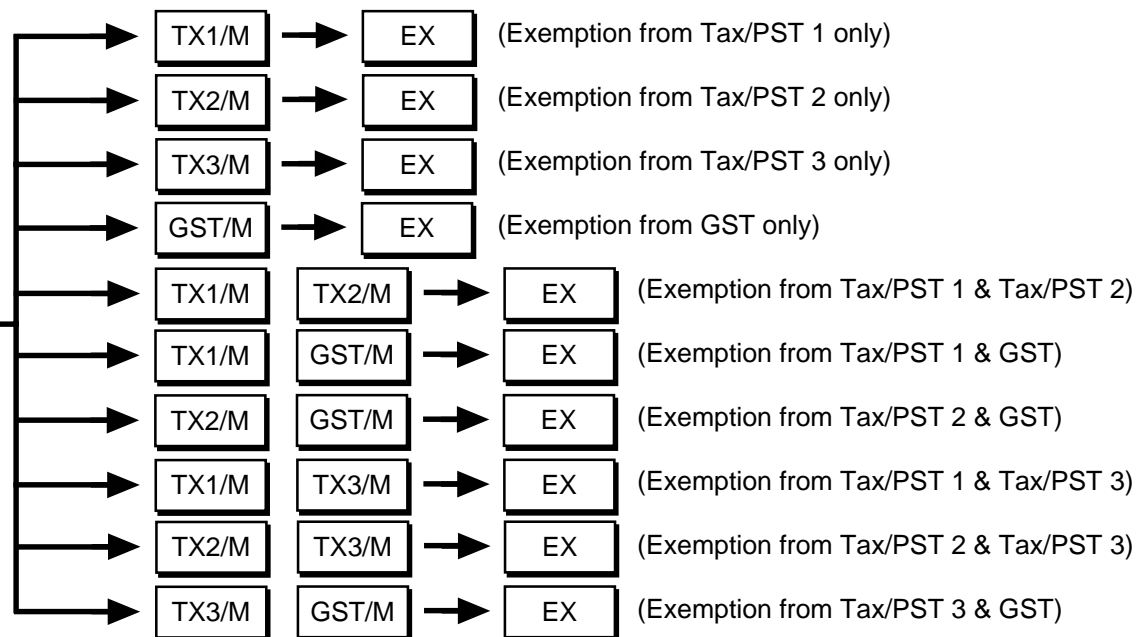 TX1/M EX (Exemption from Tax/PST 1 only)
TX2/M EX (Exemption from Tax/PST 2 only)
TX3/M EX (Exemption from Tax/PST 3 only)
GST/M EX (Exemption from GST only)
TX1/M TX2/M EX (Exemption from Tax/PST 1 & Tax/PST 2)
TX1/M GST/M EX (Exemption from Tax/PST 1 & GST)
TX2/M GST/M EX (Exemption from Tax/PST 2 & GST)
TX1/M TX3/M EX (Exemption from Tax/PST 1 & Tax/PST 3)
TX2/M TX3/M EX (Exemption from Tax/PST 2 & Tax/PST 3)
TX3/M GST/M EX (Exemption from Tax/PST 3 & GST)